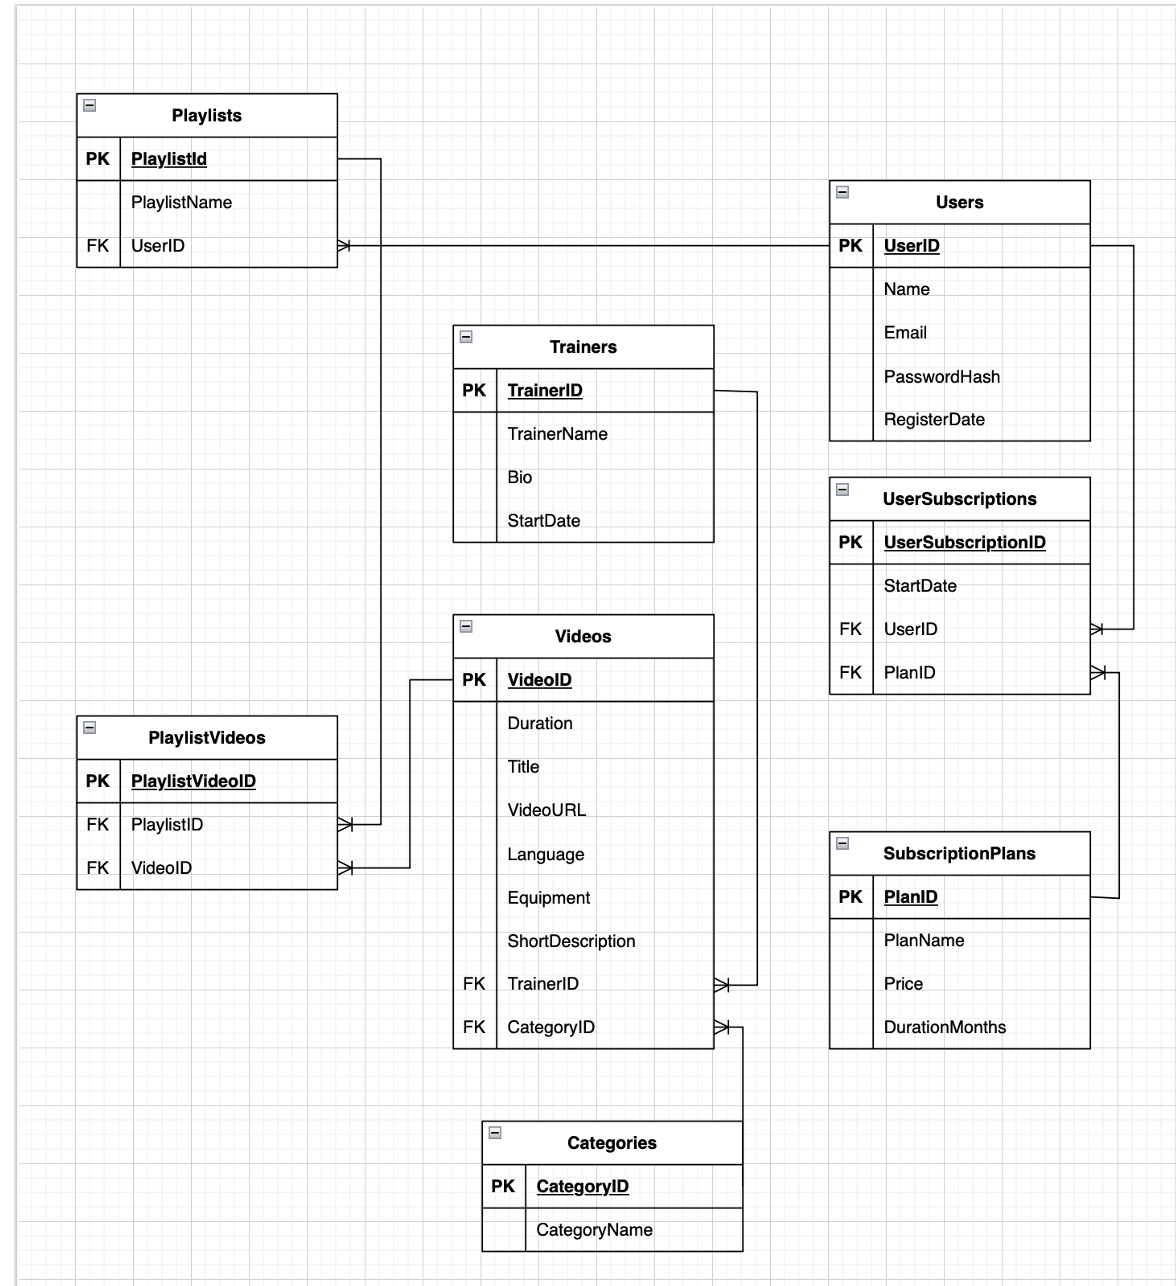 Playlists
PK PlaylistId
PlaylistName
FK UserID
Users
PK UserID
Name
Email
PasswordHash
RegisterDate
Trainers
PK TrainerID
TrainerName
Bio
StartDate
UserSubscriptions
PK UserSubscriptionID
StartDate
FK UserID
FK PlanID
Videos
PK VideoID
Duration
Title
VideoURL
Language
Equipment
ShortDescription
FK TrainerID
FK CategoryID
PlaylistVideos
PK PlaylistVideoID
FK PlaylistID
FK VideoID
SubscriptionPlans
PK PlanID
PlanName
Price
DurationMonths
Categories
PK CategoryID
CategoryName